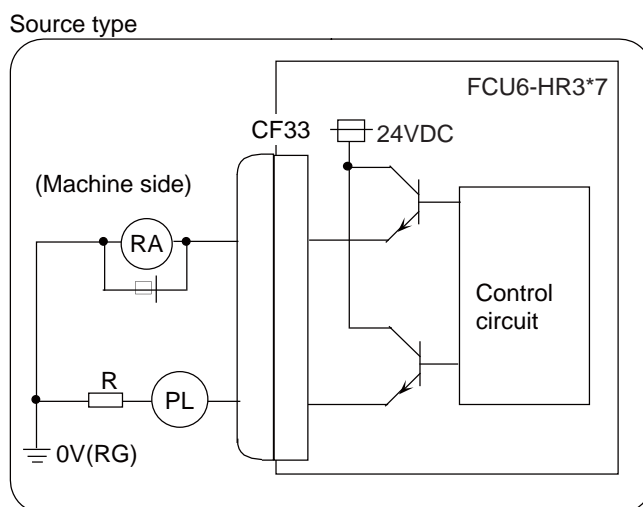 Source type
FCU6-HR3*7
CF33
24VDC
(Machine side)
RA
Control
circuit
R
PL
0V(RG)